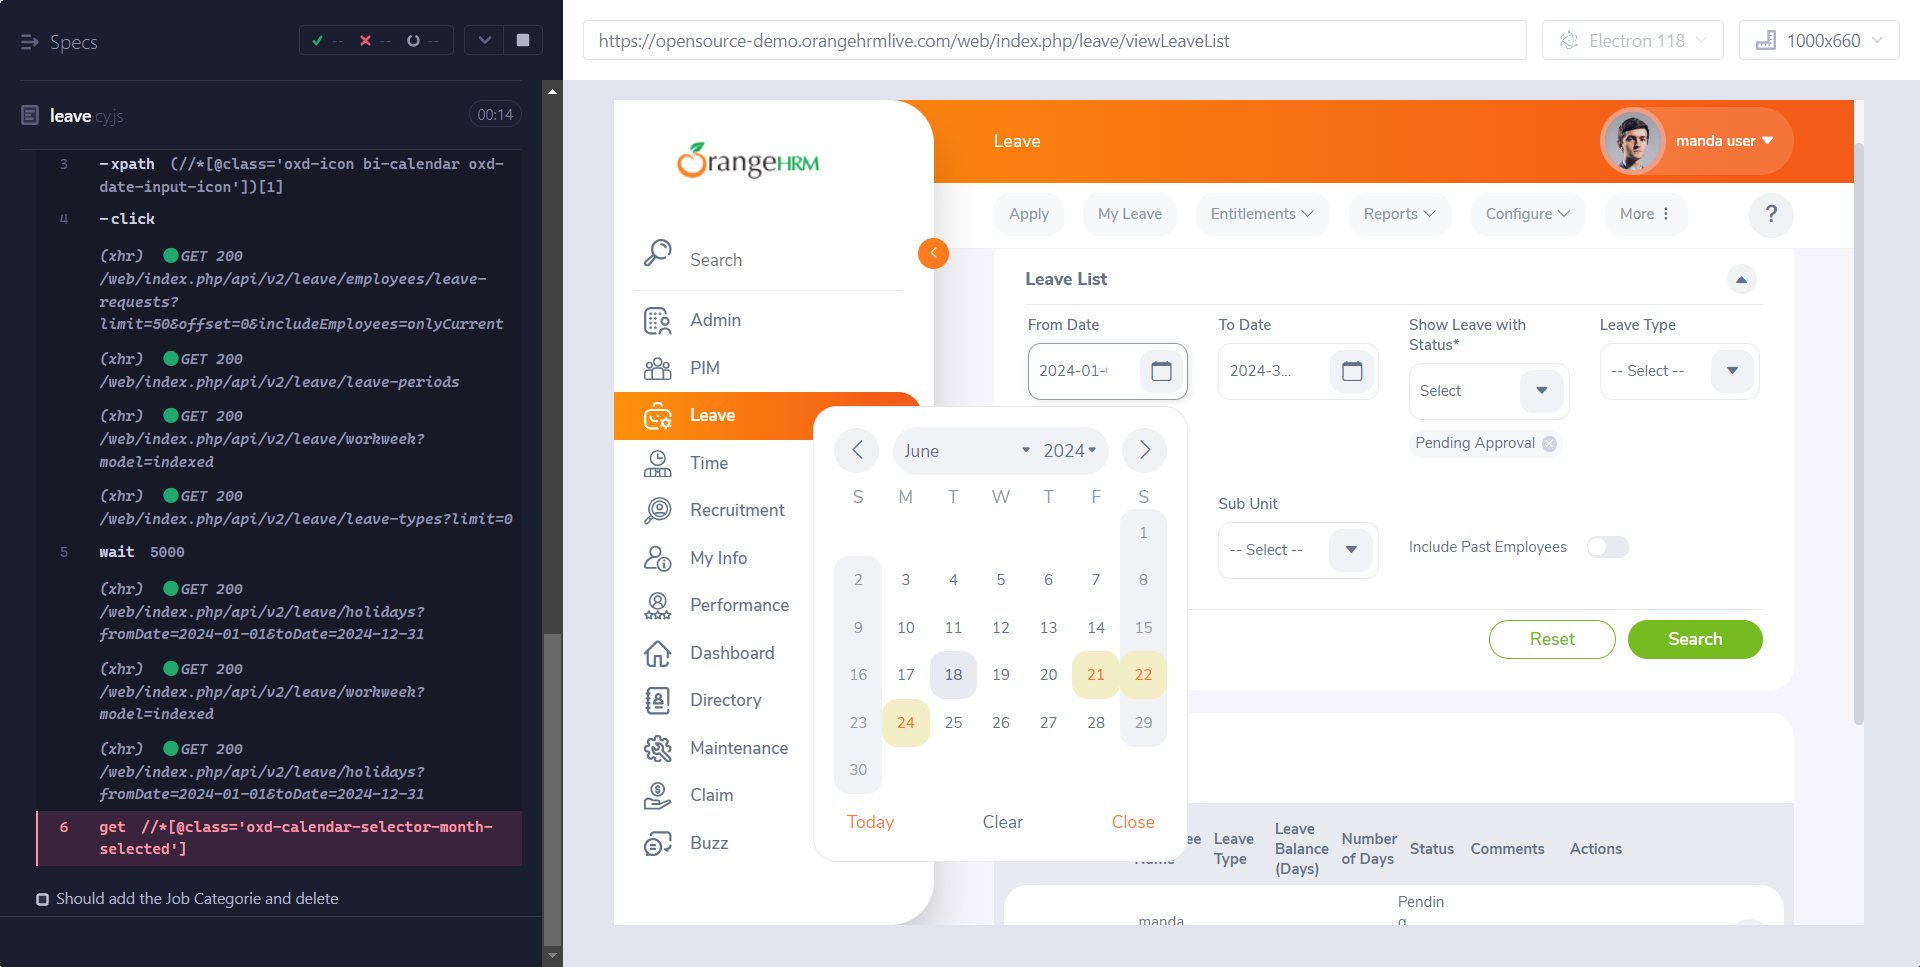 Specs
-- -- --
leave.cy.js
00:14
3 -xpath (//*[@class='oxd-icon bi-calendar oxd-
date-input-icon'])[1]
4 -click
(xhr) GET 200
/web/index.php/api/v2/leave/employees/leave-
requests?
limit=50&offset=0&includeEmployees=onlyCurrent
(xhr) GET 200
/web/index.php/api/v2/leave/leave-periods
(xhr) GET 200
/web/index.php/api/v2/leave/workweek?
model=indexed
(xhr) GET 200
/web/index.php/api/v2/leave/leave-types?limit=0
5 wait 5000
(xhr) GET 200
/web/index.php/api/v2/leave/holidays?
fromDate=2024-01-01&toDate=2024-12-31
(xhr) GET 200
/web/index.php/api/v2/leave/workweek?
model=indexed
(xhr) GET 200
/web/index.php/api/v2/leave/holidays?
fromDate=2024-01-01&toDate=2024-12-31
6 get //*[@class='oxd-calendar-selector-month-
selected']
Should add the Job Categorie and delete
https://opensource-demo.orangehrmlive.com/web/index.php/leave/viewLeaveList
Electron 118
1000x660
OrangeHRM
Search
Admin
PIM
Leave
Time
Recruitment
My Info
Performance
Dashboard
Directory
Maintenance
Claim
Buzz
Leave
manda user
Apply
My Leave
Entitlements
Reports
Configure
More
?
Leave List
From Date
2024-01-
To Date
2024-3...
Show Leave with
Status*
Select
Pending Approval
Leave Type
-- Select --
Sub Unit
-- Select --
Include Past Employees
Reset
Search
June 2024
S M T W T F S
1
2 3 4 5 6 7 8
9 10 11 12 13 14 15
16 17 18 19 20 21 22
23 24 25 26 27 28 29
30
Today Clear Close
ee
Name
Leave
Type
Leave
Balance
(Days)
Number
of Days
Status
Comments
Actions
manda
Pendin
g